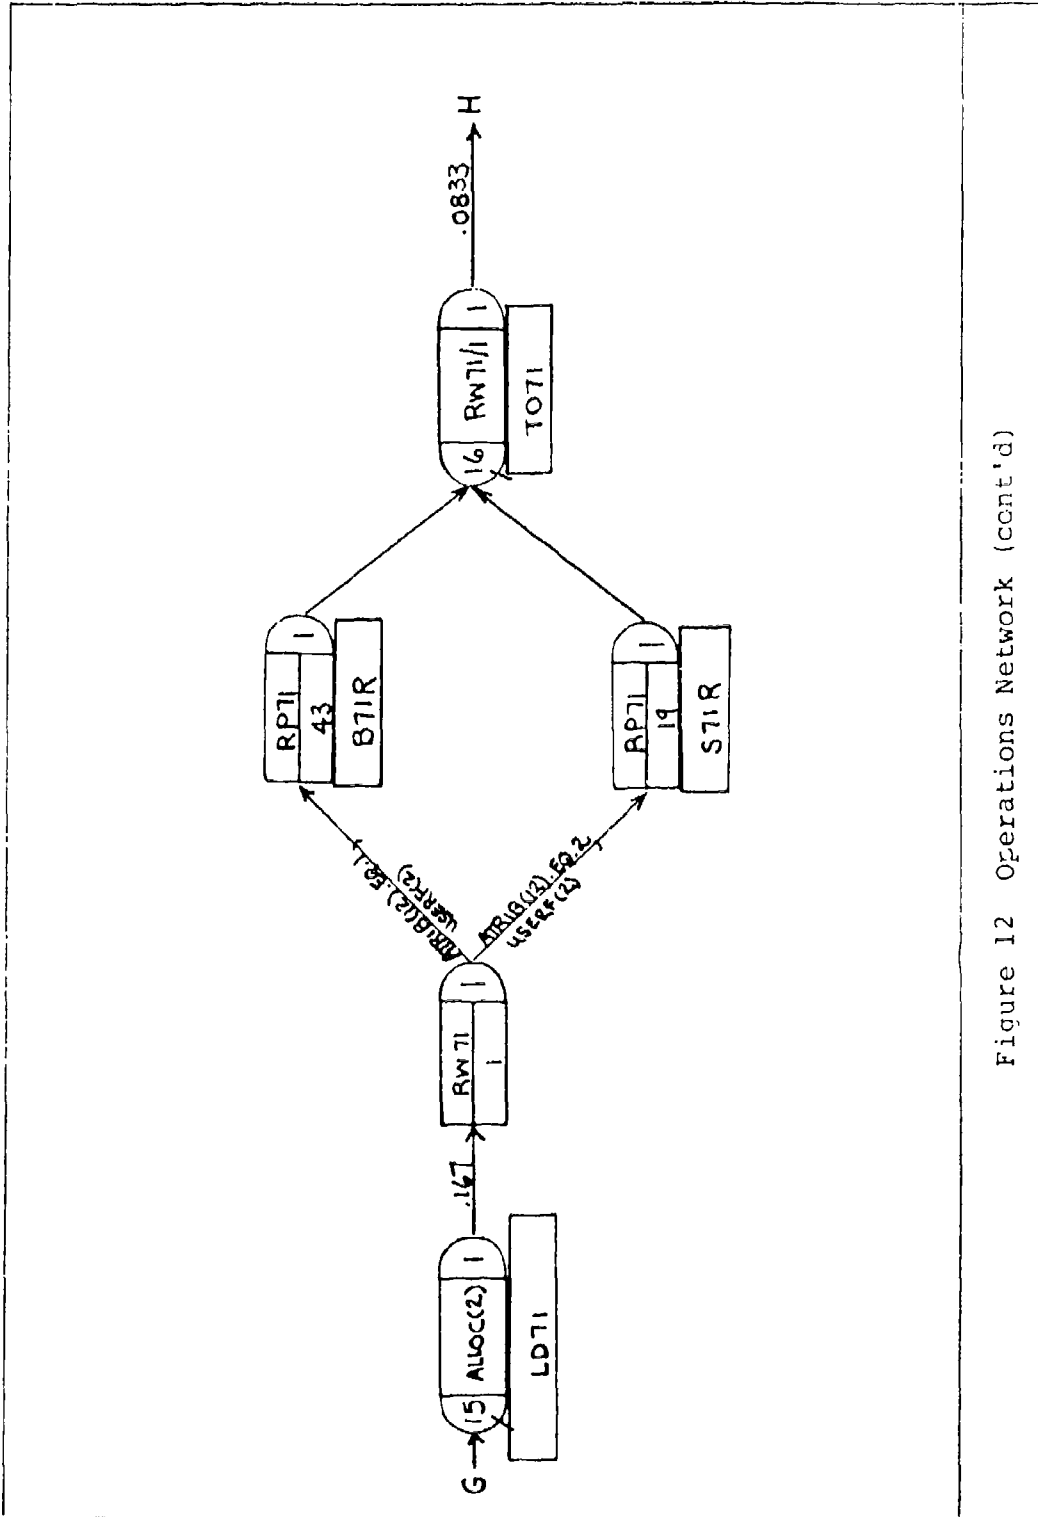 G
15 ALLOC(2) 1
LD71
.167
RW71 1
1
ATRIB(12).EQ.1
USERF(2)
ATRIB(12).EQ.2
USERF(2)
RP71 1
43
B71R
RP71 1
19
S71R
16 RW71/1 1
TO71
.0833
H
Figure 12 Operations Network (cont'd)